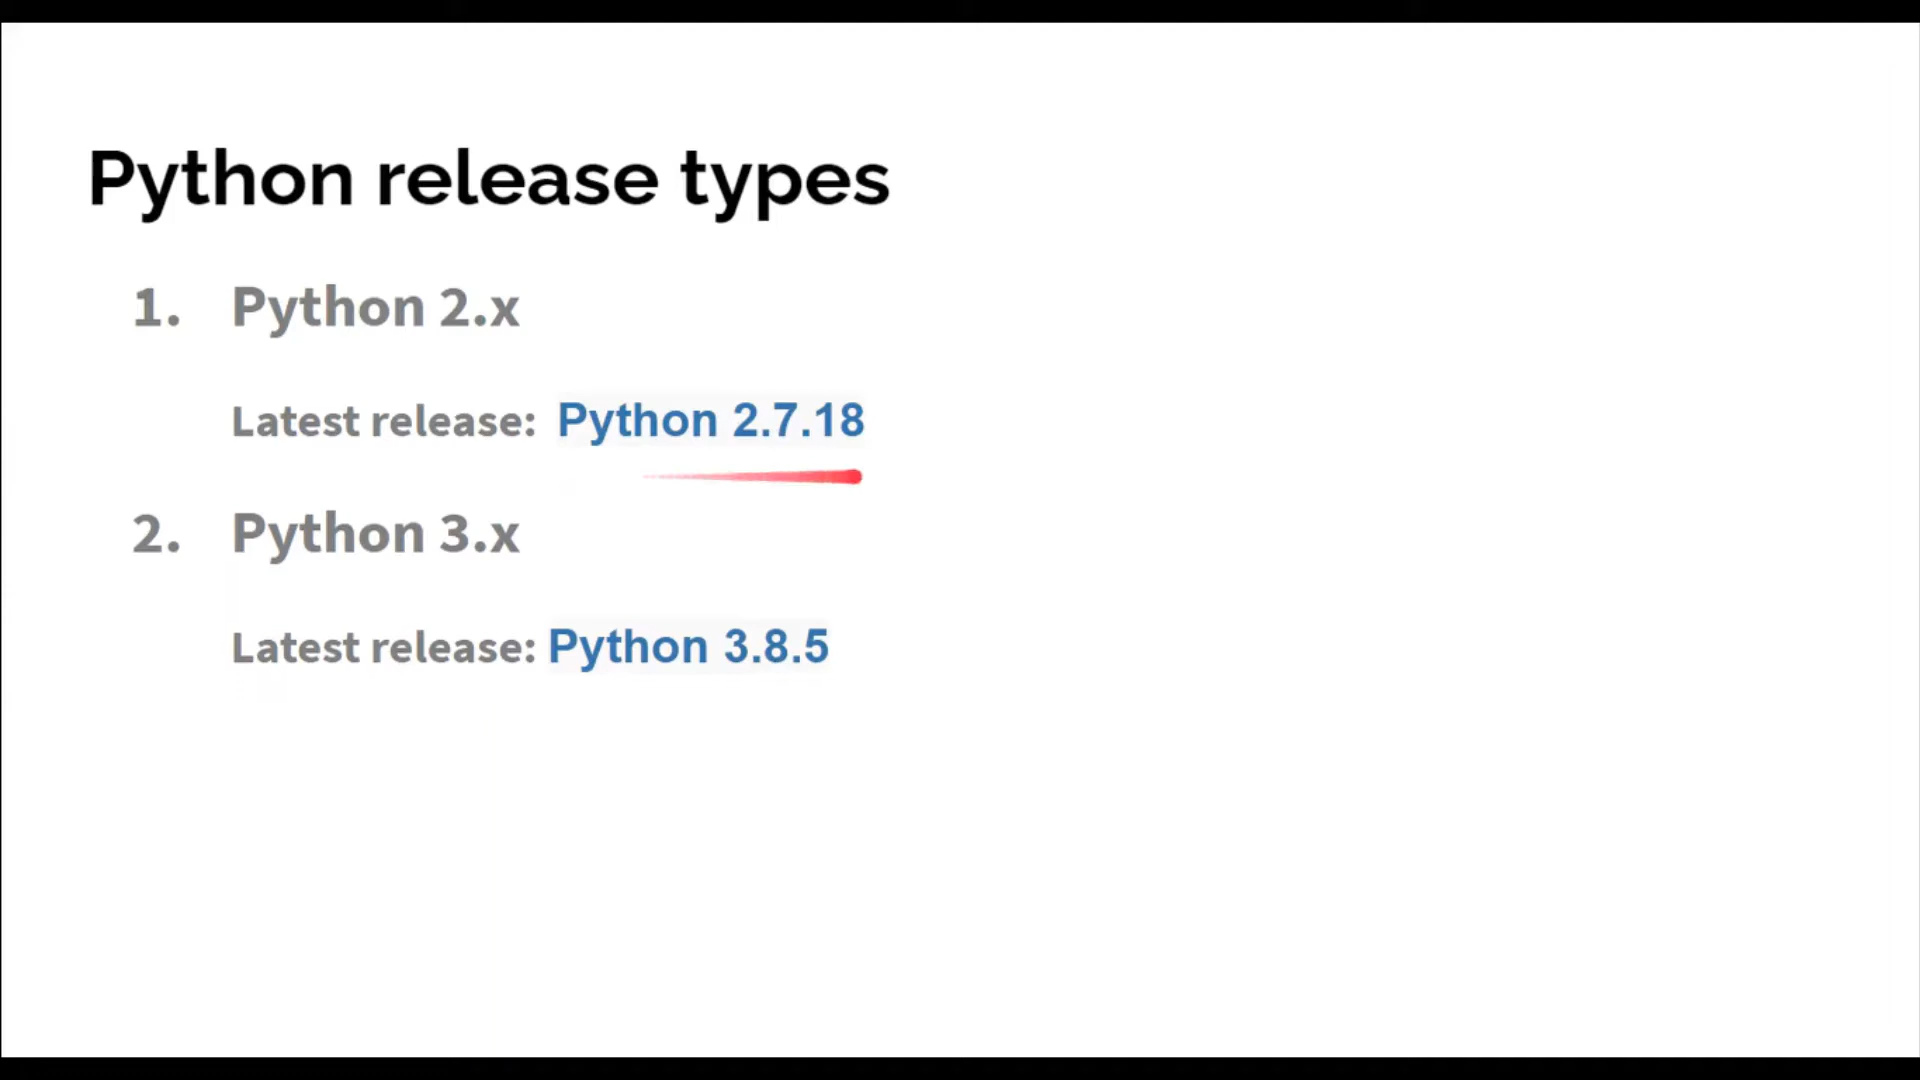 Python release types
1. Python 2.x
Latest release: Python 2.7.18
2. Python 3.x
Latest release: Python 3.8.5